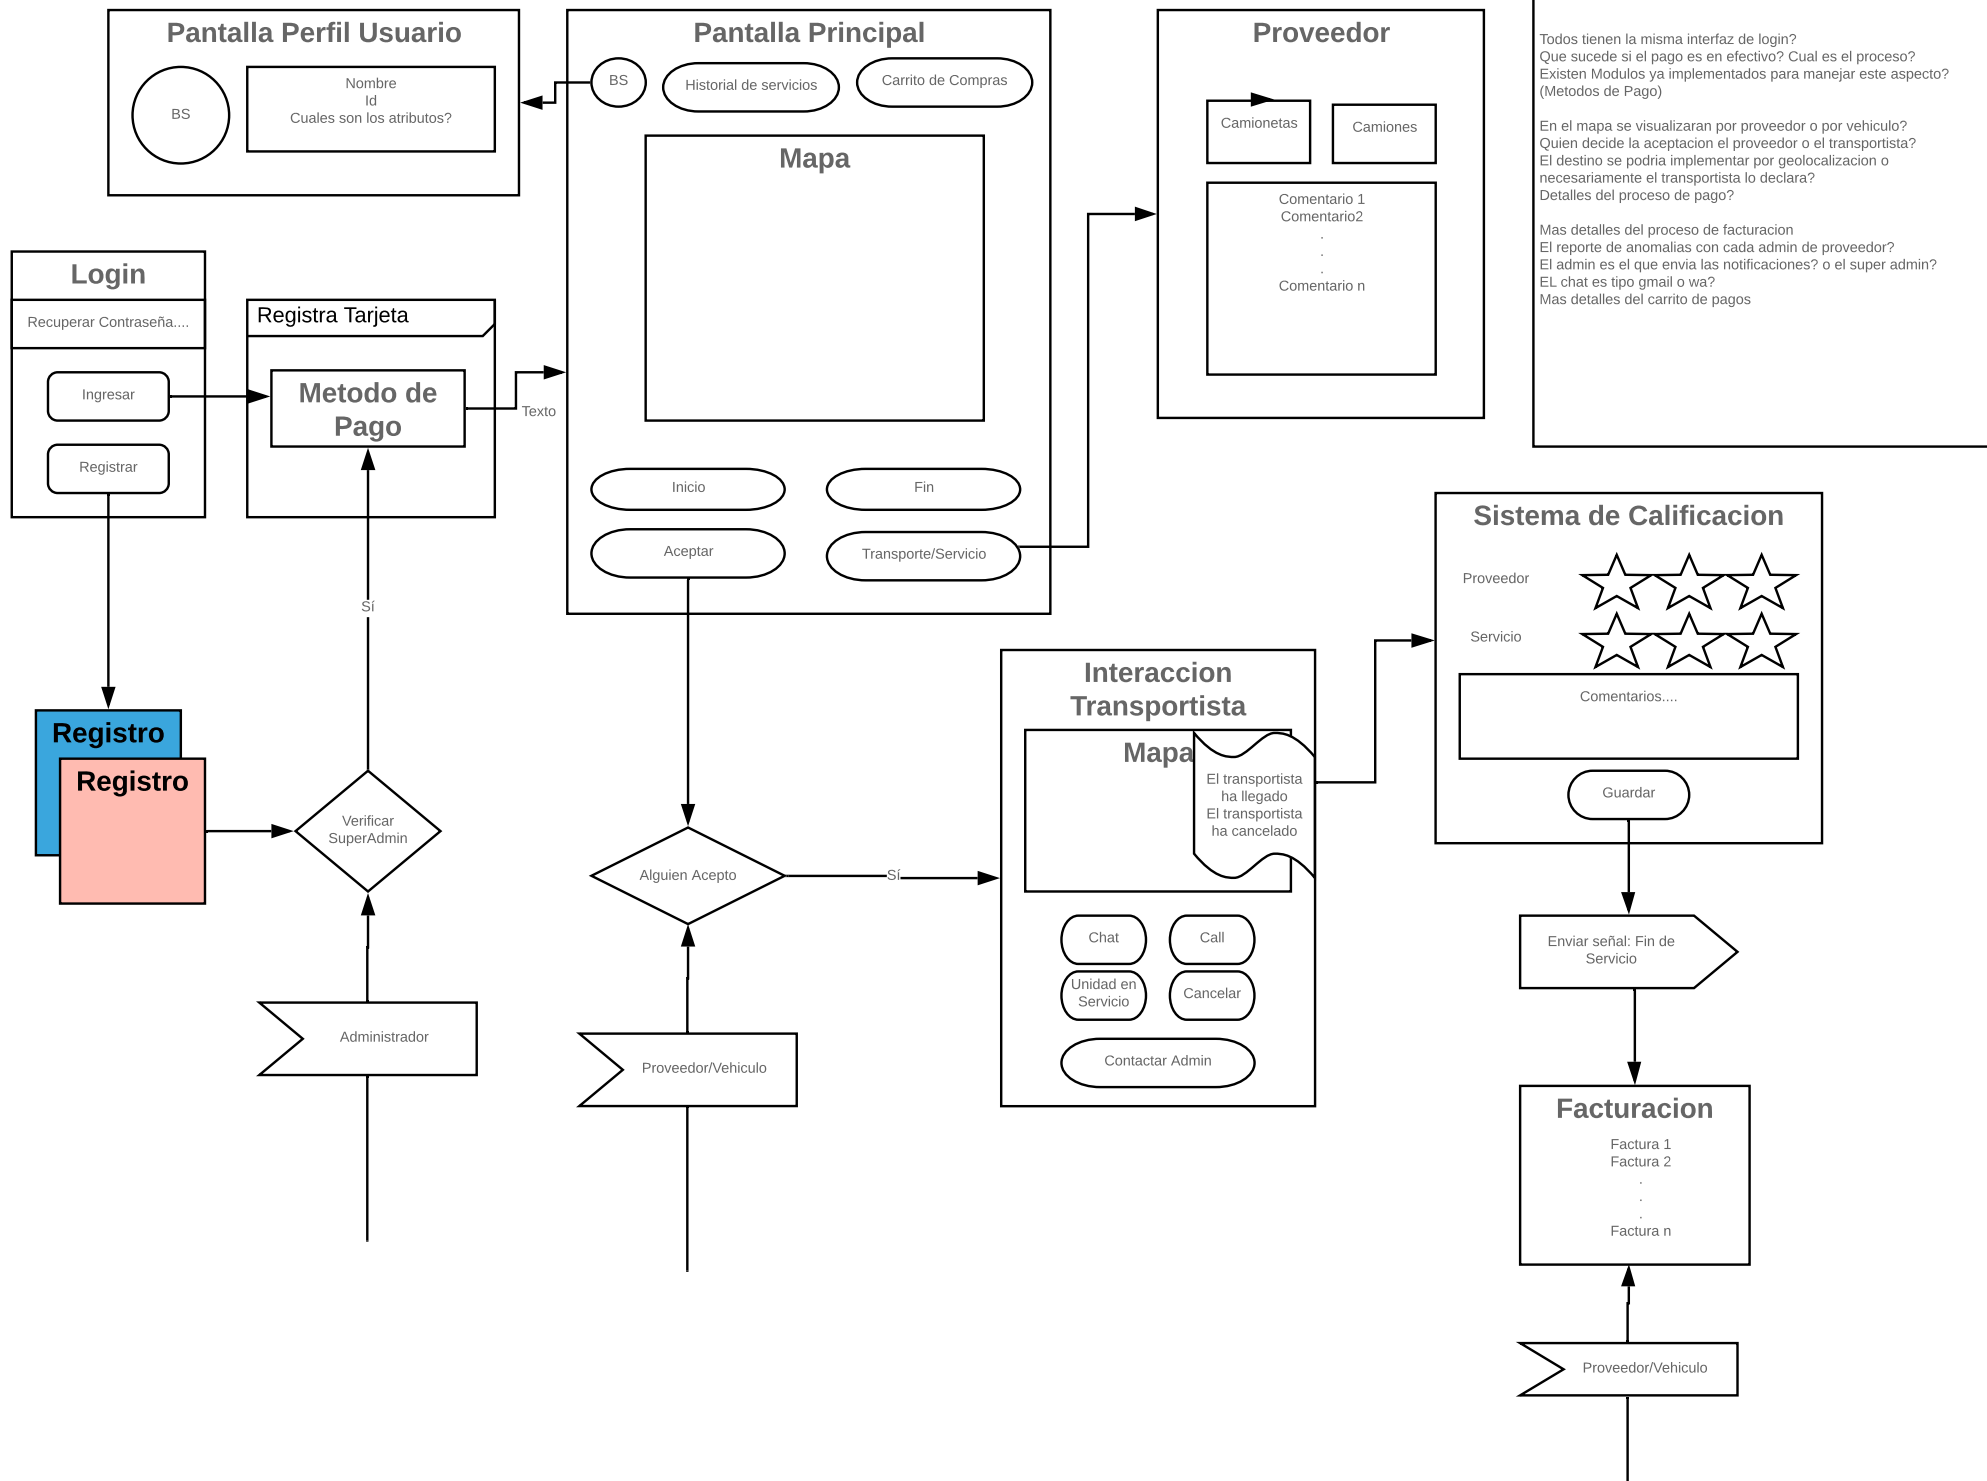 Pantalla Perfil Usuario
BS
Nombre
Id
Cuales son los atributos?
Pantalla Principal
BS
Historial de servicios
Carrito de Compras
Mapa
Inicio
Fin
Aceptar
Transporte/Servicio
Proveedor
Camionetas
Camiones
Comentario 1
Comentario2
.
.
.
Comentario n
Todos tienen la misma interfaz de login?
Que sucede si el pago es en efectivo? Cual es el proceso?
Existen Modulos ya implementados para manejar este aspecto?
(Metodos de Pago)
En el mapa se visualizaran por proveedor o por vehiculo?
Quien decide la aceptacion el proveedor o el transportista?
El destino se podria implementar por geolocalizacion o
necesariamente el transportista lo declara?
Detalles del proceso de pago?
Mas detalles del proceso de facturacion
El reporte de anomalias con cada admin de proveedor?
El admin es el que envia las notificaciones? o el super admin?
EL chat es tipo gmail o wa?
Mas detalles del carrito de pagos
Login
Recuperar Contraseña....
Ingresar
Registrar
Registra Tarjeta
Metodo de
Pago
Texto
Sí
Registro
Registro
Verificar
SuperAdmin
Administrador
Alguien Acepto
Sí
Proveedor/Vehiculo
Interaccion
Transportista
Mapa
El transportista
ha llegado
El transportista
ha cancelado
Chat
Call
Unidad en
Servicio
Cancelar
Contactar Admin
Sistema de Calificacion
Proveedor
Servicio
Comentarios....
Guardar
Enviar señal: Fin de
Servicio
Facturacion
Factura 1
Factura 2
.
.
.
Factura n
Proveedor/Vehiculo